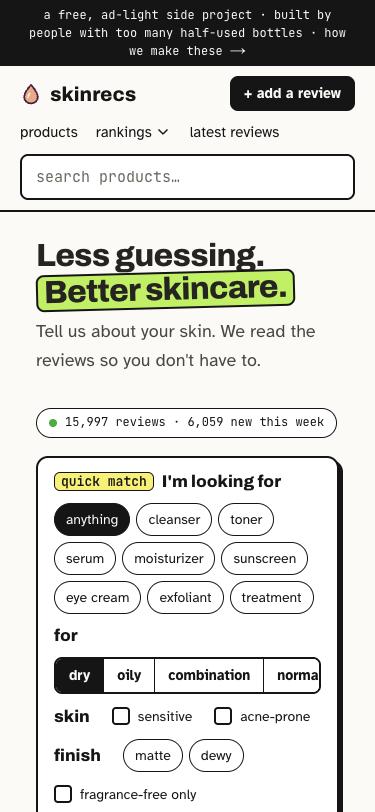 a free, ad-light side project · built by
people with too many half-used bottles · how
we make these →
skinrecs
+ add a review
products rankings latest reviews
search products…
Less guessing.
Better skincare.
Tell us about your skin. We read the
reviews so you don't have to.
15,997 reviews · 6,059 new this week
quick match I'm looking for
anything cleanser toner
serum moisturizer sunscreen
eye cream exfoliant treatment
for
dry oily combination norma
skin sensitive acne-prone
finish matte dewy
fragrance-free only